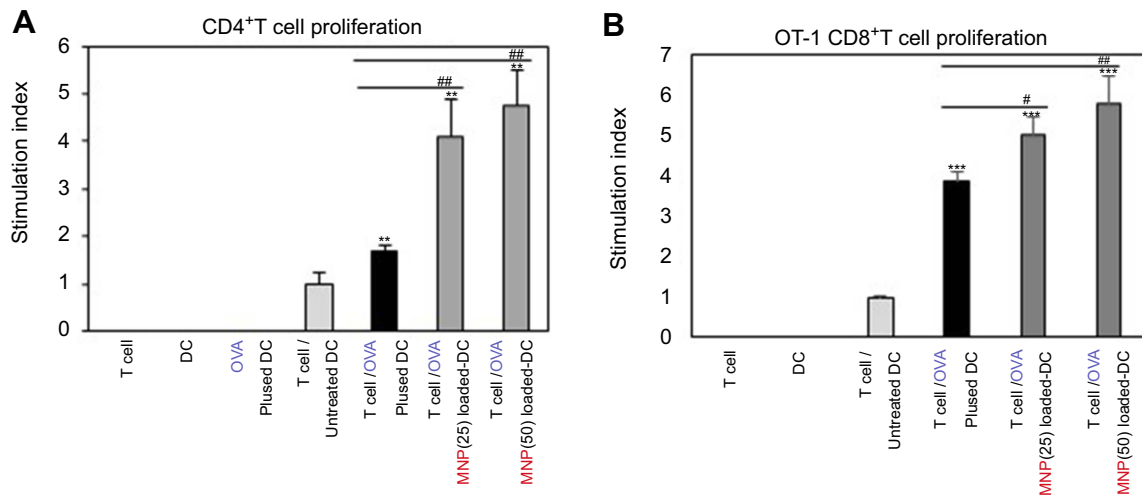 A
CD4+T cell proliferation
Stimulation index
6
5
4
3
2
1
0
##
**
##
**
**
T cell
DC
OVA
Plused DC
T cell /
Untreated DC
T cell /OVA
Plused DC
T cell /OVA
MNP(25) loaded-DC
T cell /OVA
MNP(50) loaded-DC
B
OT-1 CD8+T cell proliferation
Stimulation index
7
6
5
4
3
2
1
0
##
***
#
***
***
T cell
DC
T cell /
Untreated DC
T cell /OVA
Plused DC
T cell /OVA
MNP(25) loaded-DC
T cell /OVA
MNP(50) loaded-DC